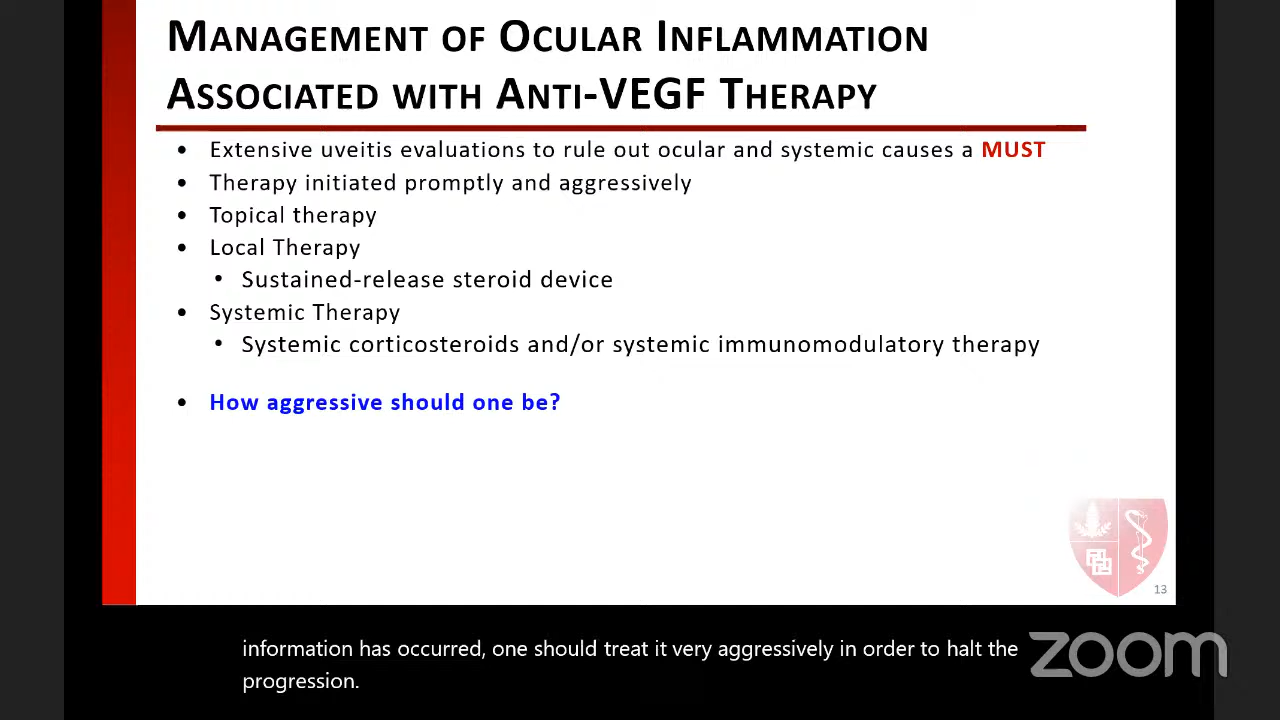 MANAGEMENT OF OCULAR INFLAMMATION
ASSOCIATED WITH ANTI-VEGF THERAPY
• Extensive uveitis evaluations to rule out ocular and systemic causes a MUST
• Therapy initiated promptly and aggressively
• Topical therapy
• Local Therapy
• Sustained-release steroid device
• Systemic Therapy
• Systemic corticosteroids and/or systemic immunomodulatory therapy
• How aggressive should one be?
13
information has occurred, one should treat it very aggressively in order to halt the
progression.
zoom